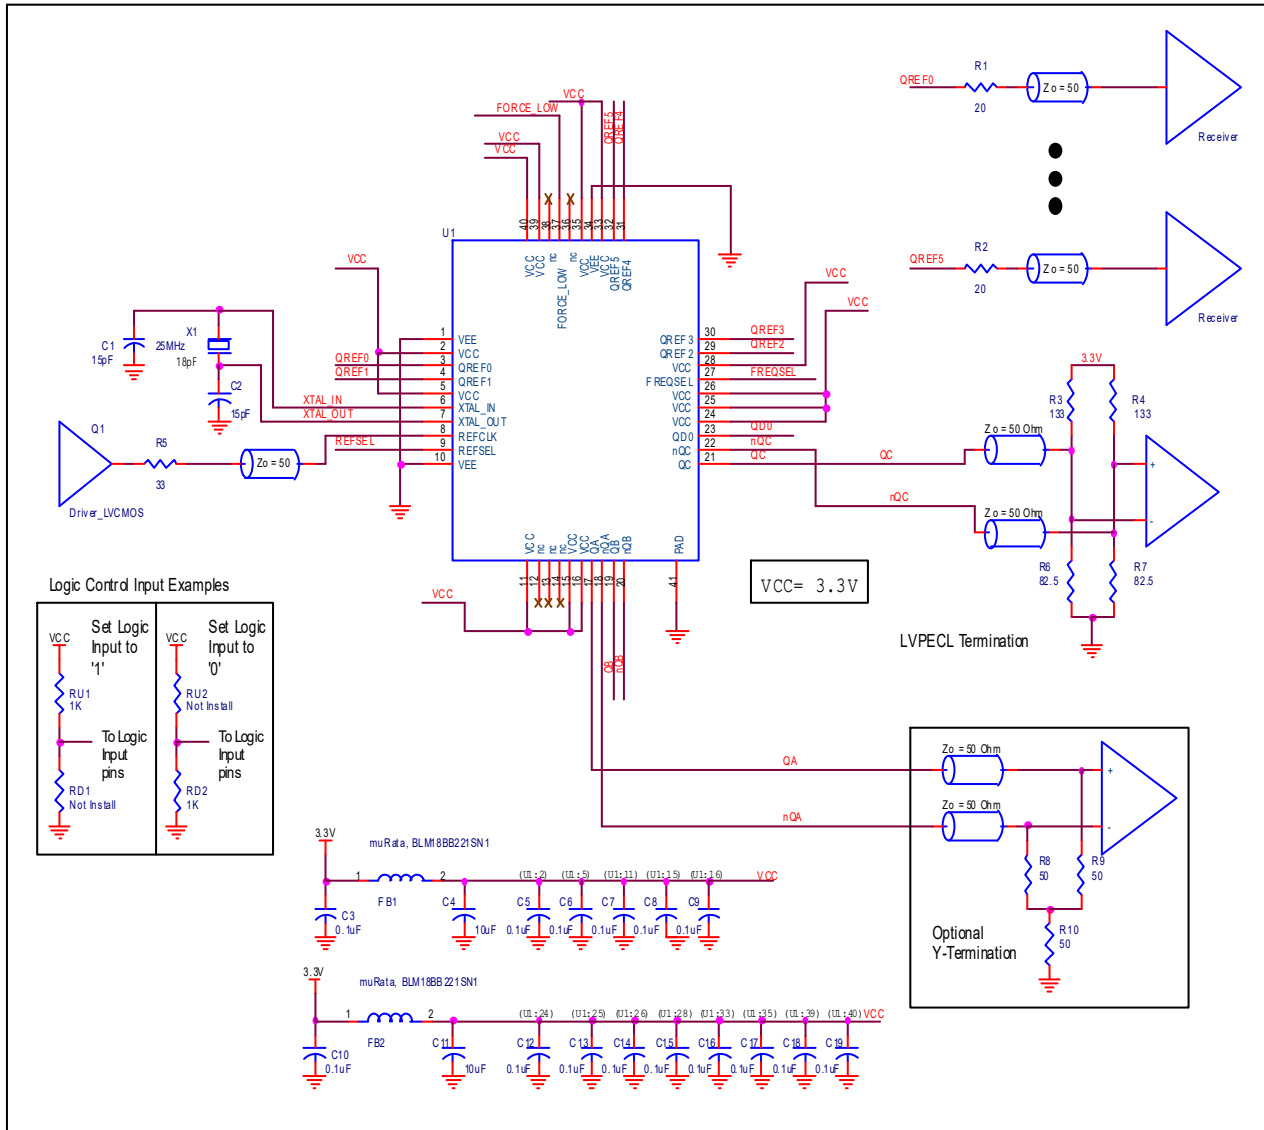 VCC
FORCE_LOW
VCC
VCC
QREF5
QREF4
40
39
38
37
36
35
34
33
32
31
U1
VCC
VCC
nc
FORCE_LOW
nc
VCC
VEE
VCC
QREF5
QREF4
QREF0
R1
20
Zo = 50
Receiver
QREF5
R2
20
Zo = 50
Receiver
VCC
C1
15pF
X1
25MHz
18pF
C2
15pF
QREF0
QREF1
XTAL_IN
XTAL_OUT
REFSEL
Q1
R5
33
Zo = 50
Driver_LVCMOS
1 VEE
2 VCC
3 QREF0
4 QREF1
5 VCC
6 XTAL_IN
7 XTAL_OUT
8 REFCLK
9 REFSEL
10 VEE
VCC
VCC
QREF3 30 QREF3
QREF2 29 QREF2
VCC 28
FREQSEL 27 FREQSEL
VCC 26
VCC 25
VCC 24
QD0 23 QD0
nQC 22 nQC
QC 21 QC
QC
nQC
Zo = 50 Ohm
Zo = 50 Ohm
3.3V
R3
133
R4
133
+
-
R6
82.5
R7
82.5
LVPECL Termination
VCC
nc
nc
nc
VCC
VCC
QA
nQA
QB
nQB
PAD
11
12
13
14
15
16
17
18
19
20
41
VCC
QB
nQB
VCC= 3.3V
Logic Control Input Examples
VCC
Set Logic
Input to
'1'
RU1
1K
To Logic
Input
pins
RD1
Not Install
VCC
Set Logic
Input to
'0'
RU2
Not Install
To Logic
Input
pins
RD2
1K
QA
nQA
Zo = 50 Ohm
Zo = 50 Ohm
+
-
R8
50
R9
50
R10
50
Optional
Y-Termination
3.3V
muRata, BLM18BB221SN1
1
2
FB1
(U1:2)
(U1:5)
(U1:11)
(U1:15)
(U1:16)
VCC
C3
0.1uF
C4
10uF
C5
0.1uF
C6
0.1uF
C7
0.1uF
C8
0.1uF
C9
3.3V
muRata, BLM18BB221SN1
1
2
FB2
(U1:24)
(U1:25)
(U1:26)
(U1:28)
(U1:33)
(U1:35)
(U1:39)
(U1:40)
VCC
C10
0.1uF
C11
10uF
C12
0.1uF
C13
0.1uF
C14
0.1uF
C15
0.1uF
C16
0.1uF
C17
0.1uF
C18
0.1uF
C19